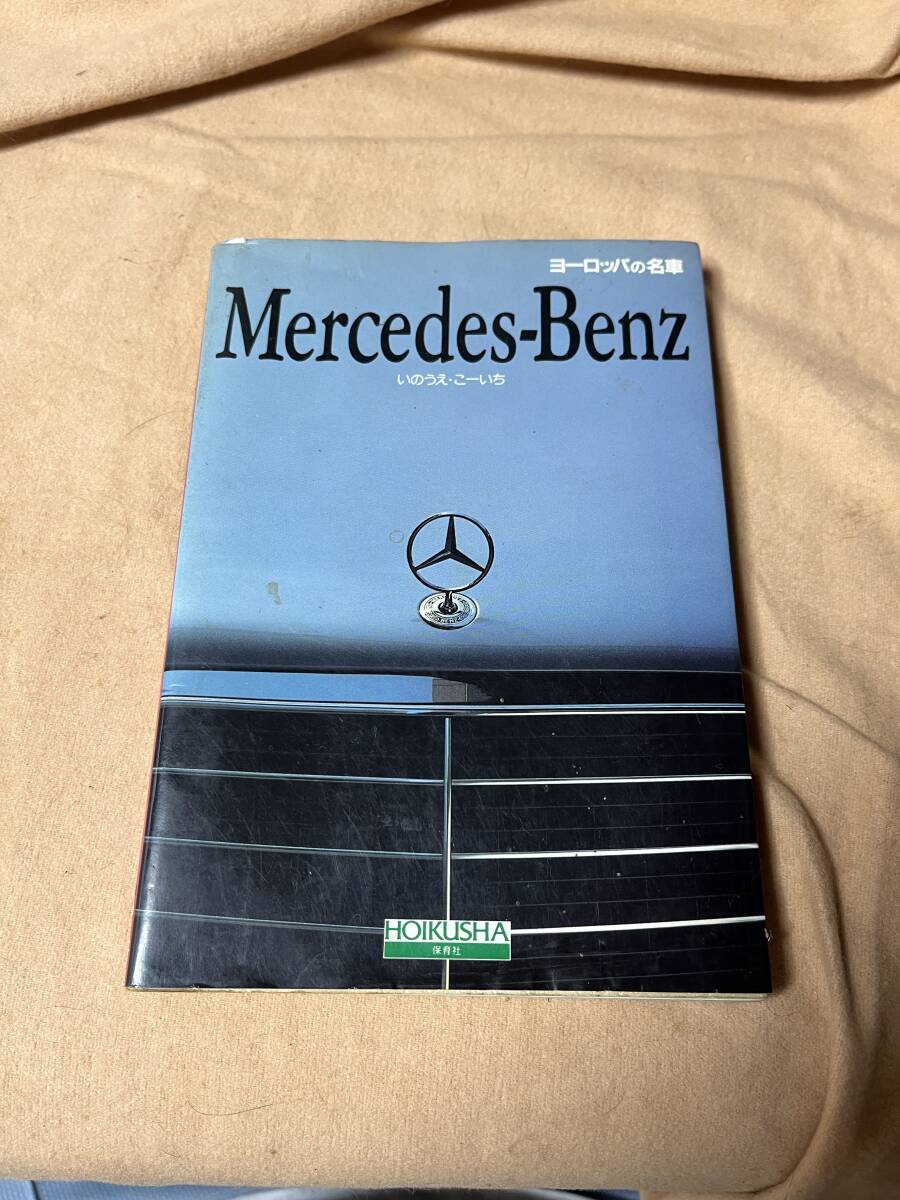 ヨーロッパの名車
Mercedes-Benz
いのうえ・こーいち
BENZ
HOIKUSHA
保育社